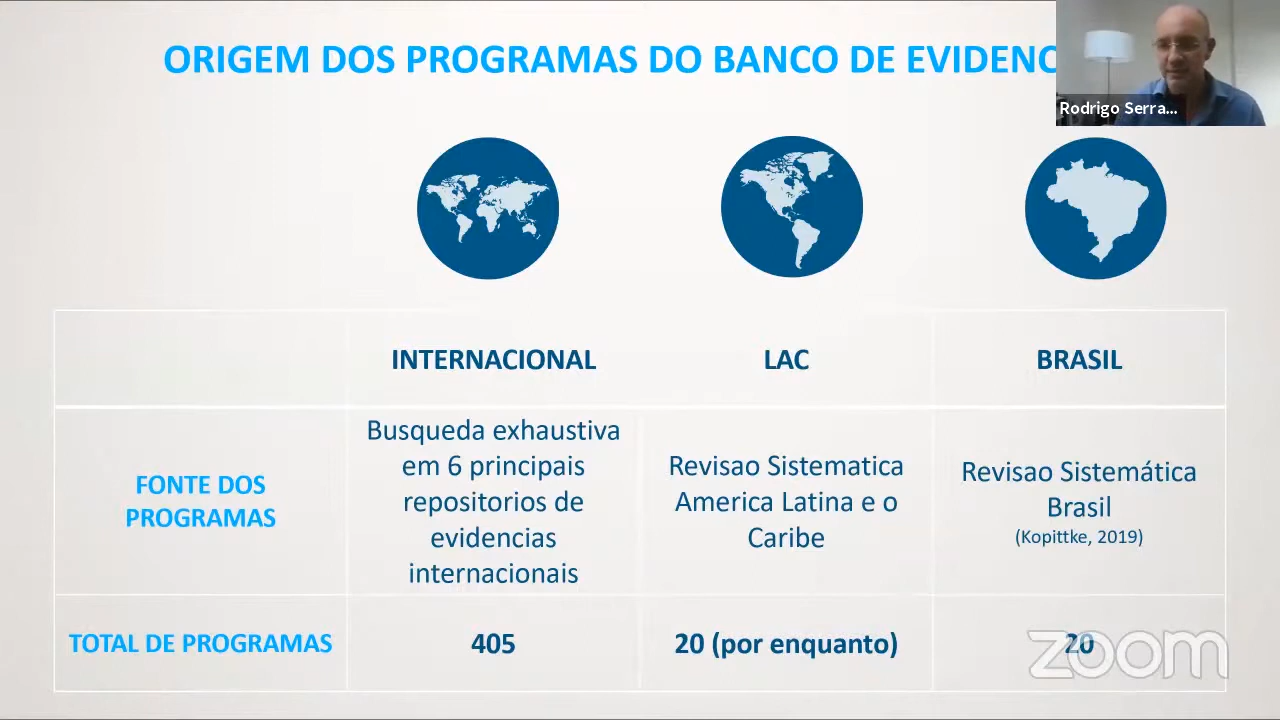 ORIGEM DOS PROGRAMAS DO BANCO DE EVIDENC
Rodrigo Serra...
INTERNACIONAL
LAC
BRASIL
FONTE DOS
PROGRAMAS
Busqueda exhaustiva
em 6 principais
repositorios de
evidencias
internacionais
Revisao Sistematica
America Latina e o
Caribe
Revisao Sistemática
Brasil
(Kopittke, 2019)
TOTAL DE PROGRAMAS
405
20 (por enquanto)
20
zoom